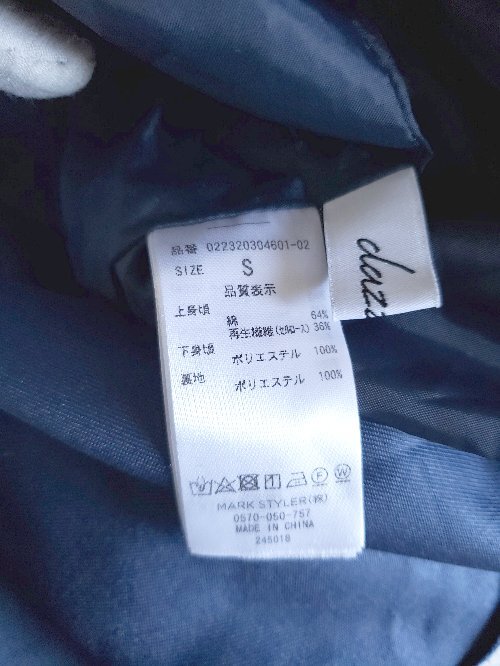 品番 022320304601-02
SIZE S
品質表示
上身頃 綿 64%
再生繊維(セルロース) 36%
下身頃 ポリエステル 100%
裏地 ポリエステル 100%
MARK STYLER(株)
0570-050-757
MADE IN CHINA
245018
daz